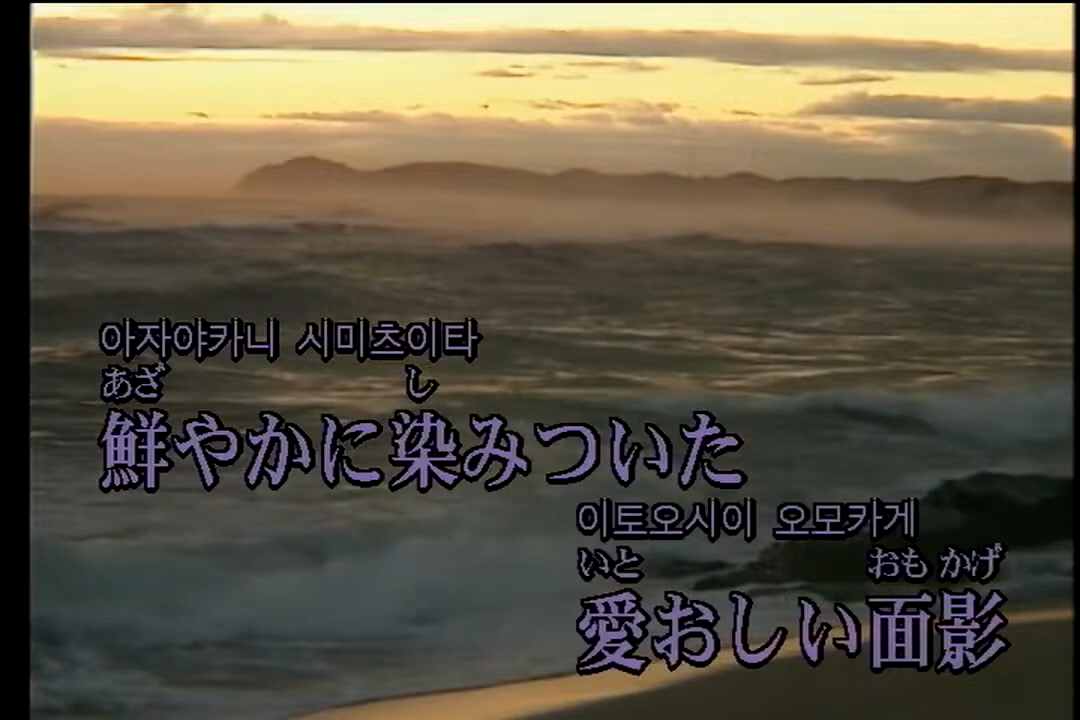 아자야카니 시미츠이타
あざ し
鮮やかに染みついた
이토오시이 오모카게
いと おも かげ
愛おしい面影